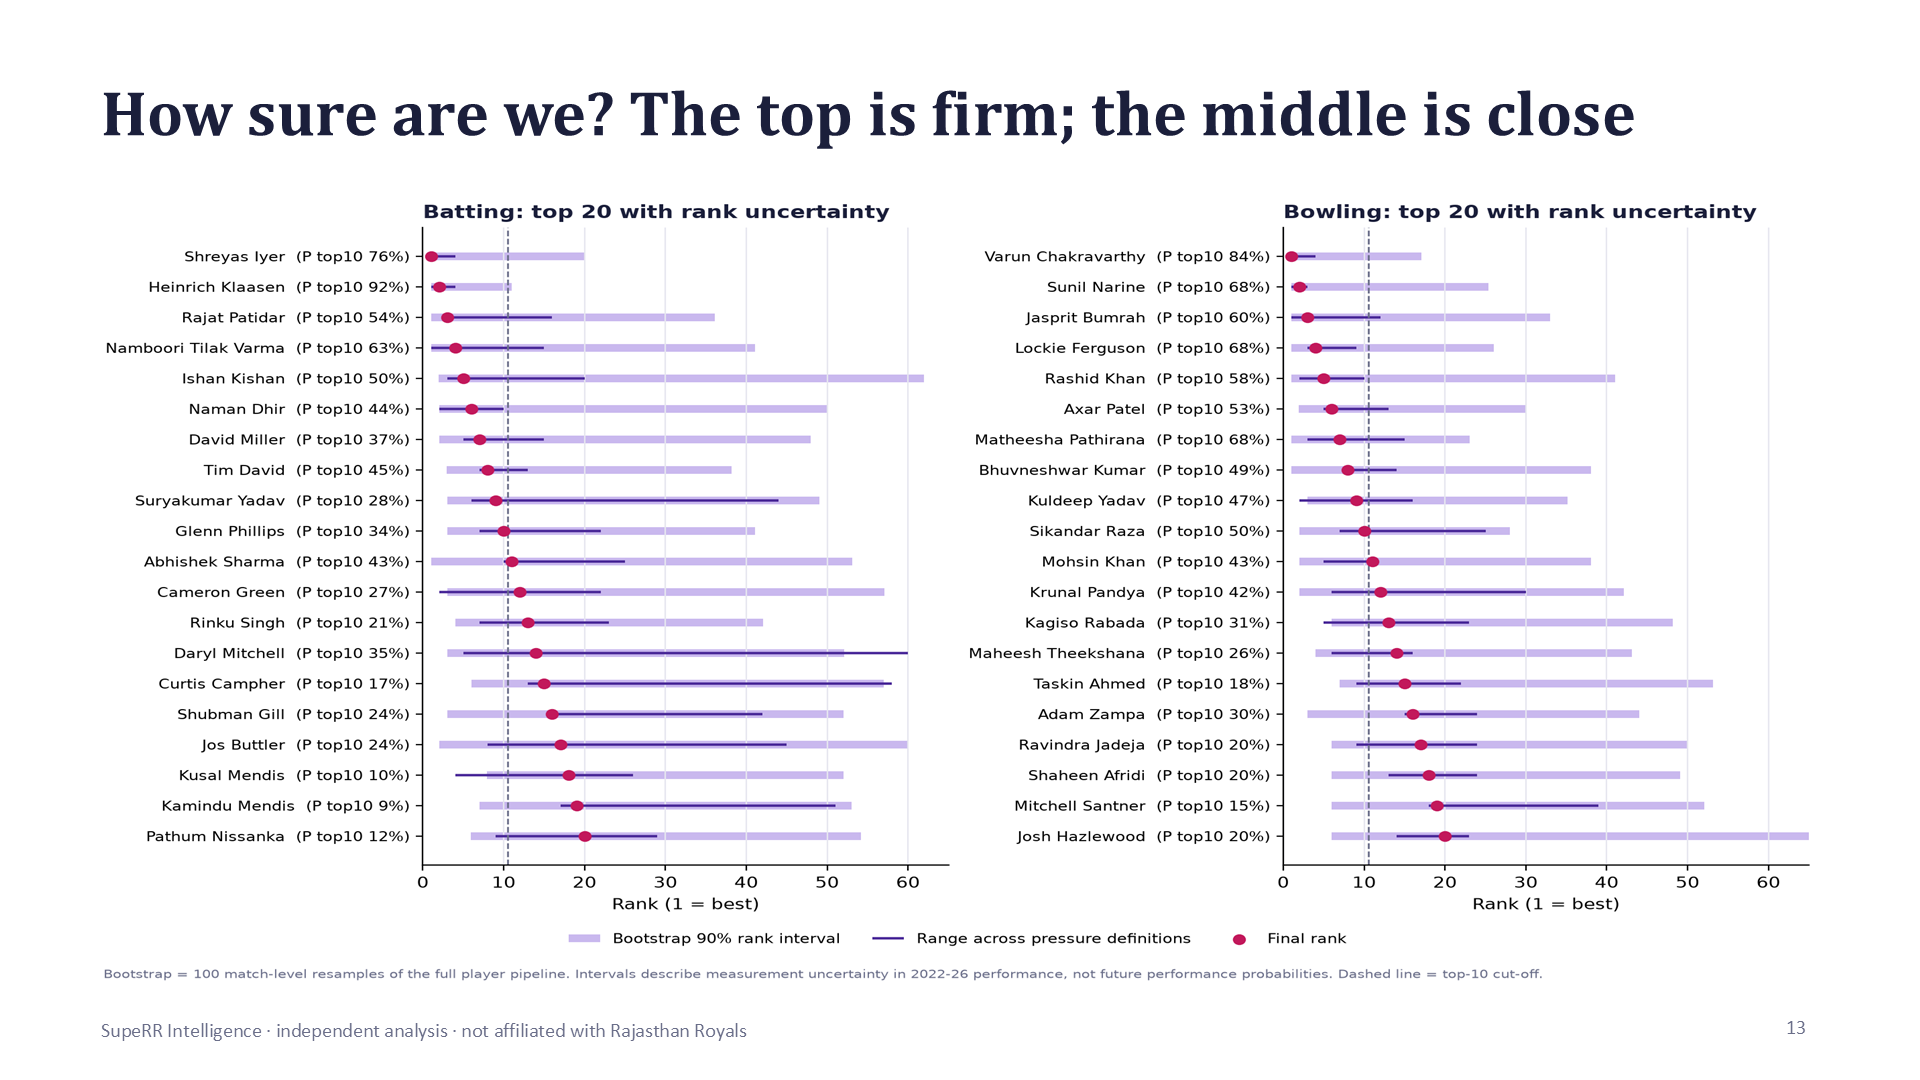 How sure are we? The top is firm; the middle is close
Batting: top 20 with rank uncertainty
Shreyas Iyer (P top10 76%)
Heinrich Klaasen (P top10 92%)
Rajat Patidar (P top10 54%)
Namboori Tilak Varma (P top10 63%)
Ishan Kishan (P top10 50%)
Naman Dhir (P top10 44%)
David Miller (P top10 37%)
Tim David (P top10 45%)
Suryakumar Yadav (P top10 28%)
Glenn Phillips (P top10 34%)
Abhishek Sharma (P top10 43%)
Cameron Green (P top10 27%)
Rinku Singh (P top10 21%)
Daryl Mitchell (P top10 35%)
Curtis Campher (P top10 17%)
Shubman Gill (P top10 24%)
Jos Buttler (P top10 24%)
Kusal Mendis (P top10 10%)
Kamindu Mendis (P top10 9%)
Pathum Nissanka (P top10 12%)
0 10 20 30 40 50 60
Rank (1 = best)
Bowling: top 20 with rank uncertainty
Varun Chakravarthy (P top10 84%)
Sunil Narine (P top10 68%)
Jasprit Bumrah (P top10 60%)
Lockie Ferguson (P top10 68%)
Rashid Khan (P top10 58%)
Axar Patel (P top10 53%)
Matheesha Pathirana (P top10 68%)
Bhuvneshwar Kumar (P top10 49%)
Kuldeep Yadav (P top10 47%)
Sikandar Raza (P top10 50%)
Mohsin Khan (P top10 43%)
Krunal Pandya (P top10 42%)
Kagiso Rabada (P top10 31%)
Maheesh Theekshana (P top10 26%)
Taskin Ahmed (P top10 18%)
Adam Zampa (P top10 30%)
Ravindra Jadeja (P top10 20%)
Shaheen Afridi (P top10 20%)
Mitchell Santner (P top10 15%)
Josh Hazlewood (P top10 20%)
0 10 20 30 40 50 60
Rank (1 = best)
Bootstrap 90% rank interval
Range across pressure definitions
Final rank
Bootstrap = 100 match-level resamples of the full player pipeline. Intervals describe measurement uncertainty in 2022-26 performance, not future performance probabilities. Dashed line = top-10 cut-off.
SupeRR Intelligence · independent analysis · not affiliated with Rajasthan Royals
13